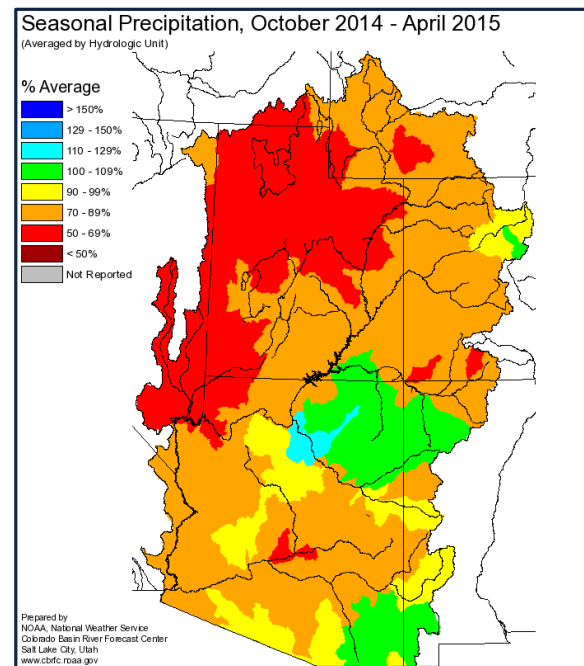 Seasonal Precipitation, October 2014 - April 2015
(Averaged by Hydrologic Unit)
% Average
> 150%
129 - 150%
110 - 129%
100 - 109%
90 - 99%
70 - 89%
50 - 69%
< 50%
Not Reported
Prepared by
NOAA, National Weather Service
Colorado Basin River Forecast Center
Salt Lake City, Utah
www.cbrfc.noaa.gov